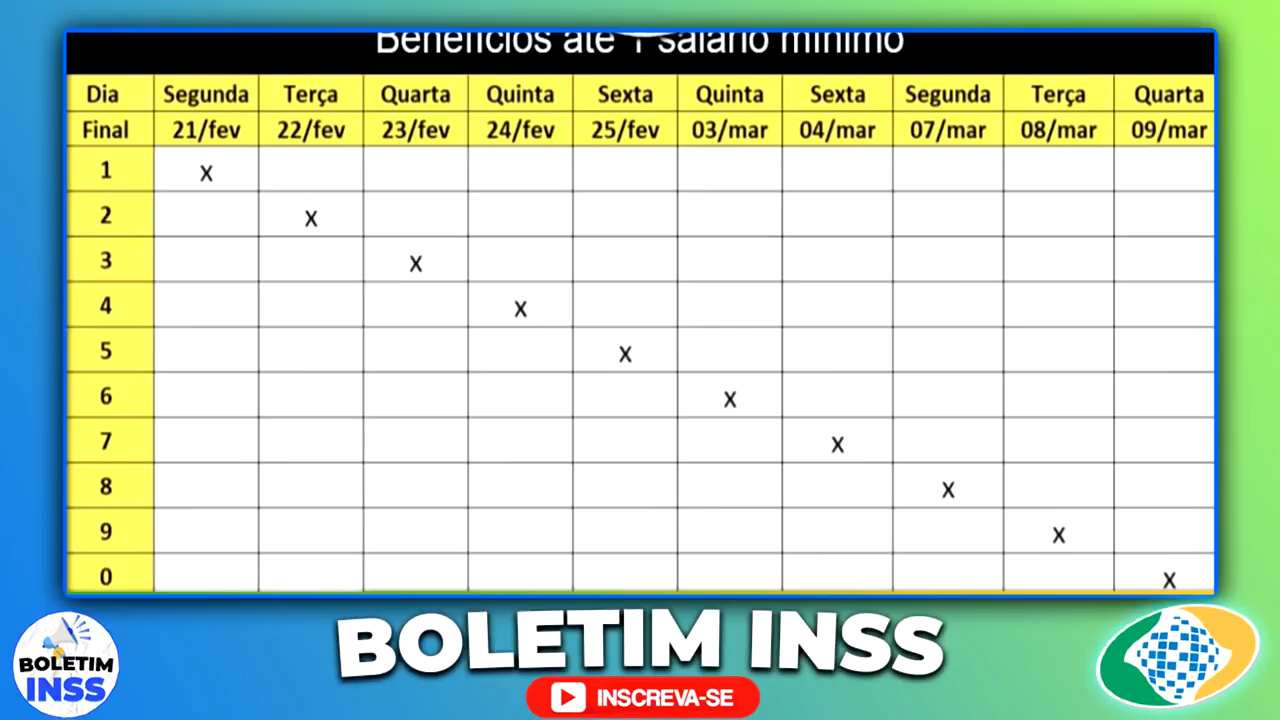 Benefícios até 1 salário mínimo
Dia Segunda Terça Quarta Quinta Sexta Quinta Sexta Segunda Terça Quarta
Final 21/fev 22/fev 23/fev 24/fev 25/fev 03/mar 04/mar 07/mar 08/mar 09/mar
1 x
2 x
3 x
4 x
5 x
6 x
7 x
8 x
9 x
0 x
BOLETIM INSS
BOLETIM
INSS
INSCREVA-SE